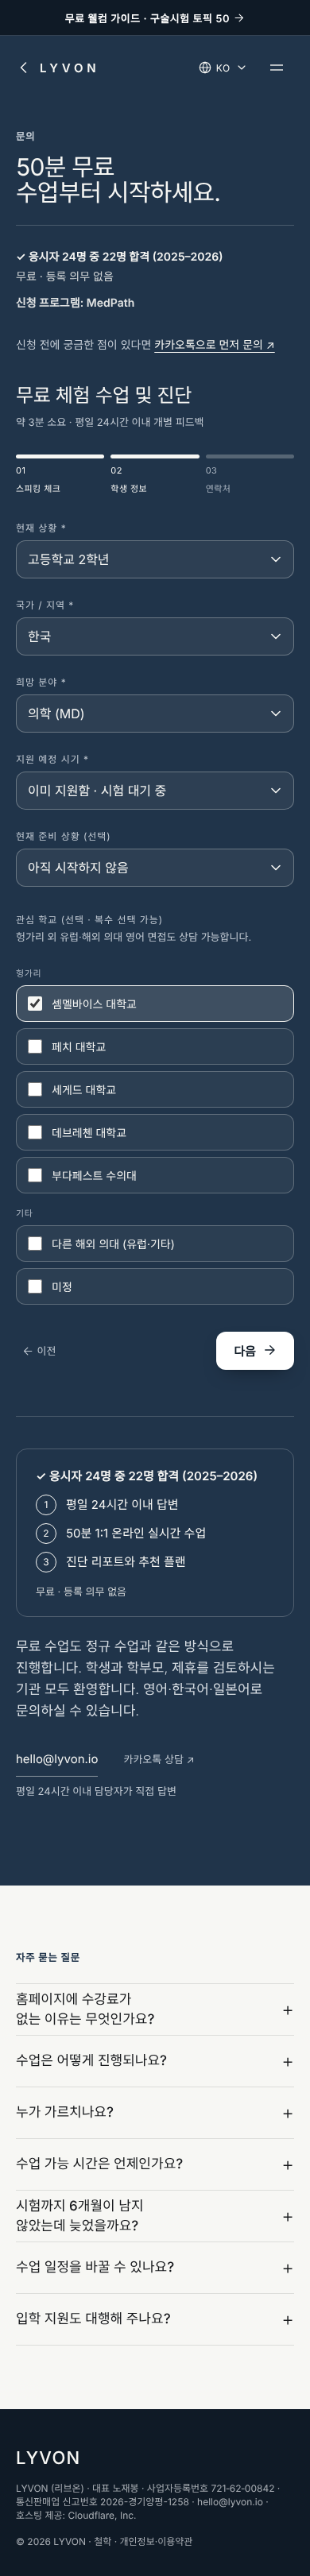 무료 웰컴 가이드 · 구술시험 토픽 50 →
LYVON
KO
문의
50분 무료
수업부터 시작하세요.
✓ 응시자 24명 중 22명 합격 (2025–2026)
무료 · 등록 의무 없음
신청 프로그램: MedPath
신청 전에 궁금한 점이 있다면 카카오톡으로 먼저 문의 ↗
무료 체험 수업 및 진단
약 3분 소요 · 평일 24시간 이내 개별 피드백
01
스피킹 체크
02
학생 정보
03
연락처
현재 상황 *
고등학교 2학년
국가 / 지역 *
한국
희망 분야 *
의학 (MD)
지원 예정 시기 *
이미 지원함 · 시험 대기 중
현재 준비 상황 (선택)
아직 시작하지 않음
관심 학교 (선택 · 복수 선택 가능)
헝가리 외 유럽·해외 의대 영어 면접도 상담 가능합니다.
헝가리
셈멜바이스 대학교
페치 대학교
세게드 대학교
데브레첸 대학교
부다페스트 수의대
기타
다른 해외 의대 (유럽·기타)
미정
← 이전
다음 →
✓ 응시자 24명 중 22명 합격 (2025–2026)
1 평일 24시간 이내 답변
2 50분 1:1 온라인 실시간 수업
3 진단 리포트와 추천 플랜
무료 · 등록 의무 없음
무료 수업도 정규 수업과 같은 방식으로
진행합니다. 학생과 학부모, 제휴를 검토하시는
기관 모두 환영합니다. 영어·한국어·일본어로
문의하실 수 있습니다.
hello@lyvon.io
카카오톡 상담 ↗
평일 24시간 이내 담당자가 직접 답변
자주 묻는 질문
홈페이지에 수강료가
없는 이유는 무엇인가요?
수업은 어떻게 진행되나요?
누가 가르치나요?
수업 가능 시간은 언제인가요?
시험까지 6개월이 남지
않았는데 늦었을까요?
수업 일정을 바꿀 수 있나요?
입학 지원도 대행해 주나요?
LYVON
LYVON (리브온) · 대표 노재봉 · 사업자등록번호 721-62-00842 ·
통신판매업 신고번호 2026-경기양평-1258 · hello@lyvon.io ·
호스팅 제공: Cloudflare, Inc.
© 2026 LYVON · 철학 · 개인정보·이용약관